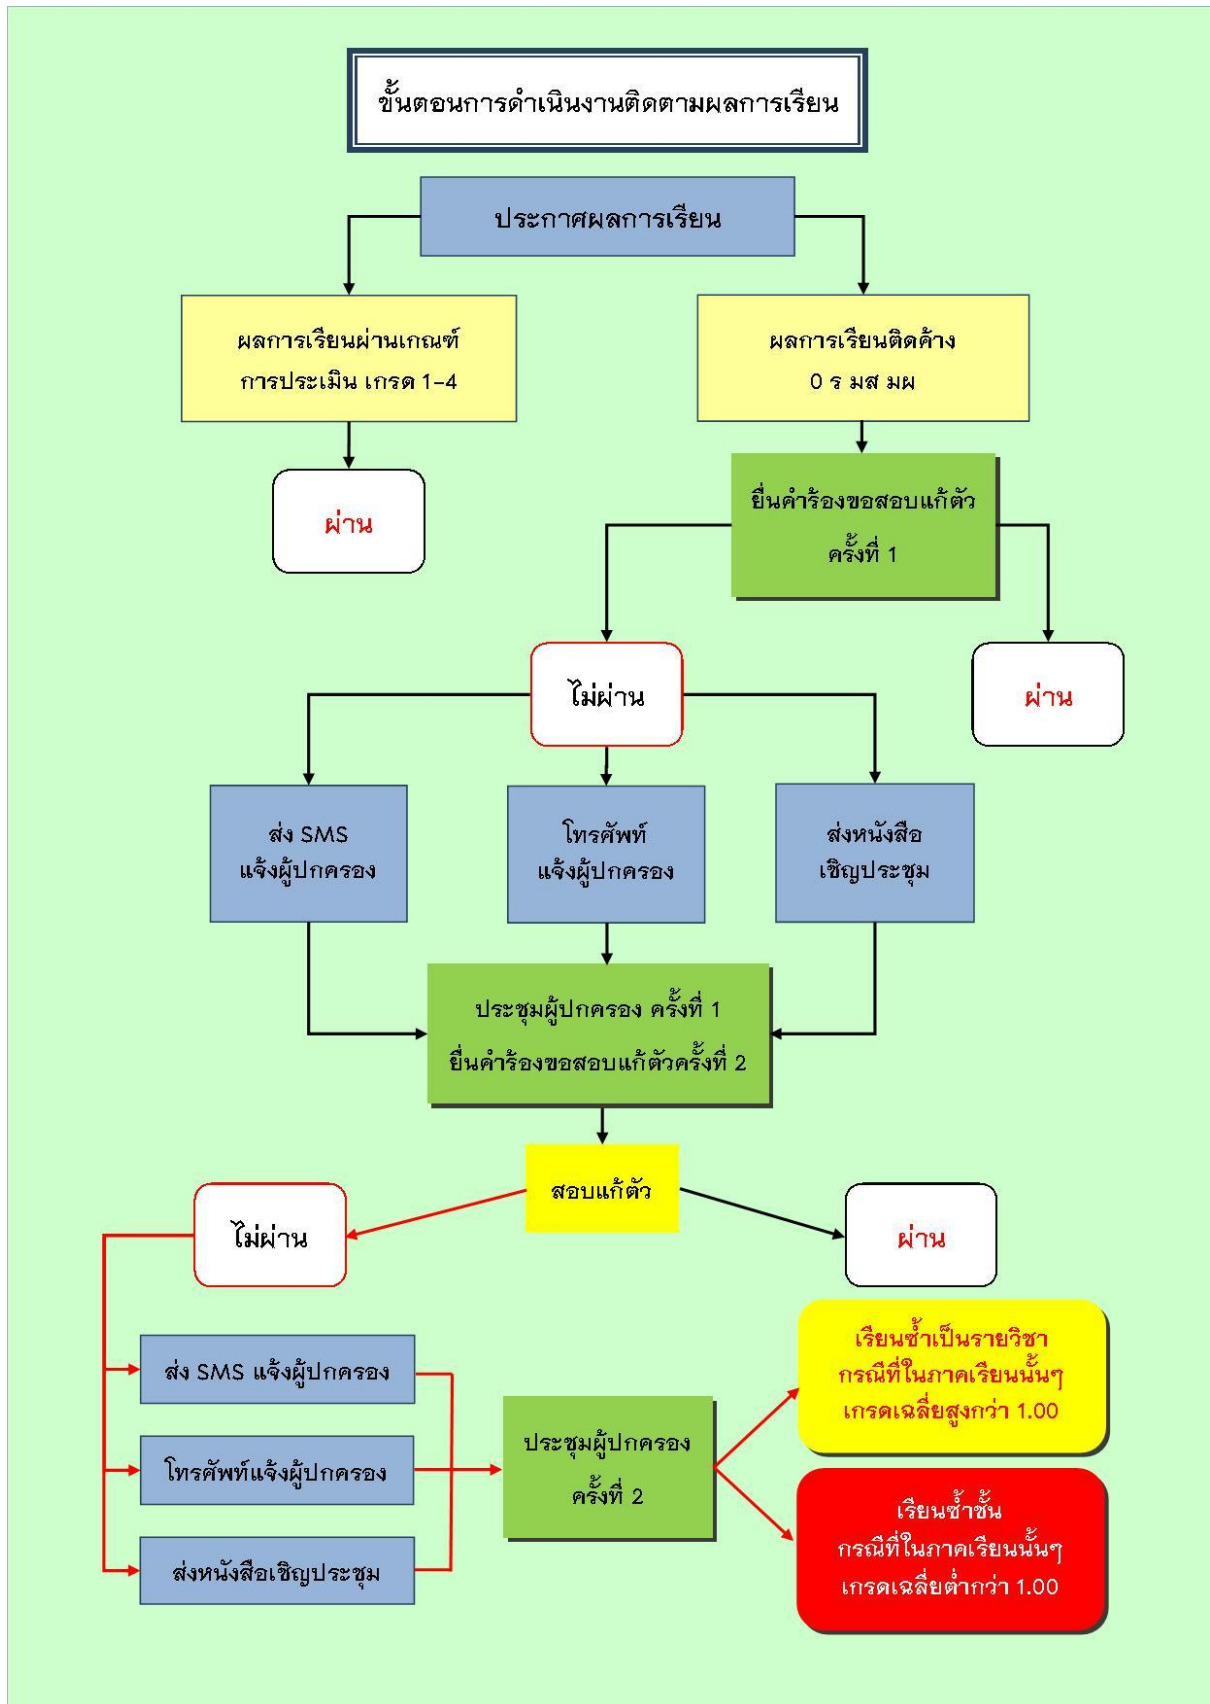 ขั้นตอนการดำเนินงานติดตามผลการเรียน
ประกาศผลการเรียน
ผลการเรียนผ่านเกณฑ์
การประเมิน เกรด 1-4
ผลการเรียนติดค้าง
0 ร มส มผ
ผ่าน
ยื่นคำร้องขอสอบแก้ตัว
ครั้งที่ 1
ไม่ผ่าน
ผ่าน
ส่ง SMS
แจ้งผู้ปกครอง
โทรศัพท์
แจ้งผู้ปกครอง
ส่งหนังสือ
เชิญประชุม
ประชุมผู้ปกครอง ครั้งที่ 1
ยื่นคำร้องขอสอบแก้ตัวครั้งที่ 2
สอบแก้ตัว
ไม่ผ่าน
ผ่าน
ส่ง SMS แจ้งผู้ปกครอง
โทรศัพท์แจ้งผู้ปกครอง
ส่งหนังสือเชิญประชุม
ประชุมผู้ปกครอง
ครั้งที่ 2
เรียนซ้ำเป็นรายวิชา
กรณีที่ในภาคเรียนนั้นๆ
เกรดเฉลี่ยสูงกว่า 1.00
เรียนซ้ำชั้น
กรณีที่ในภาคเรียนนั้นๆ
เกรดเฉลี่ยต่ำกว่า 1.00